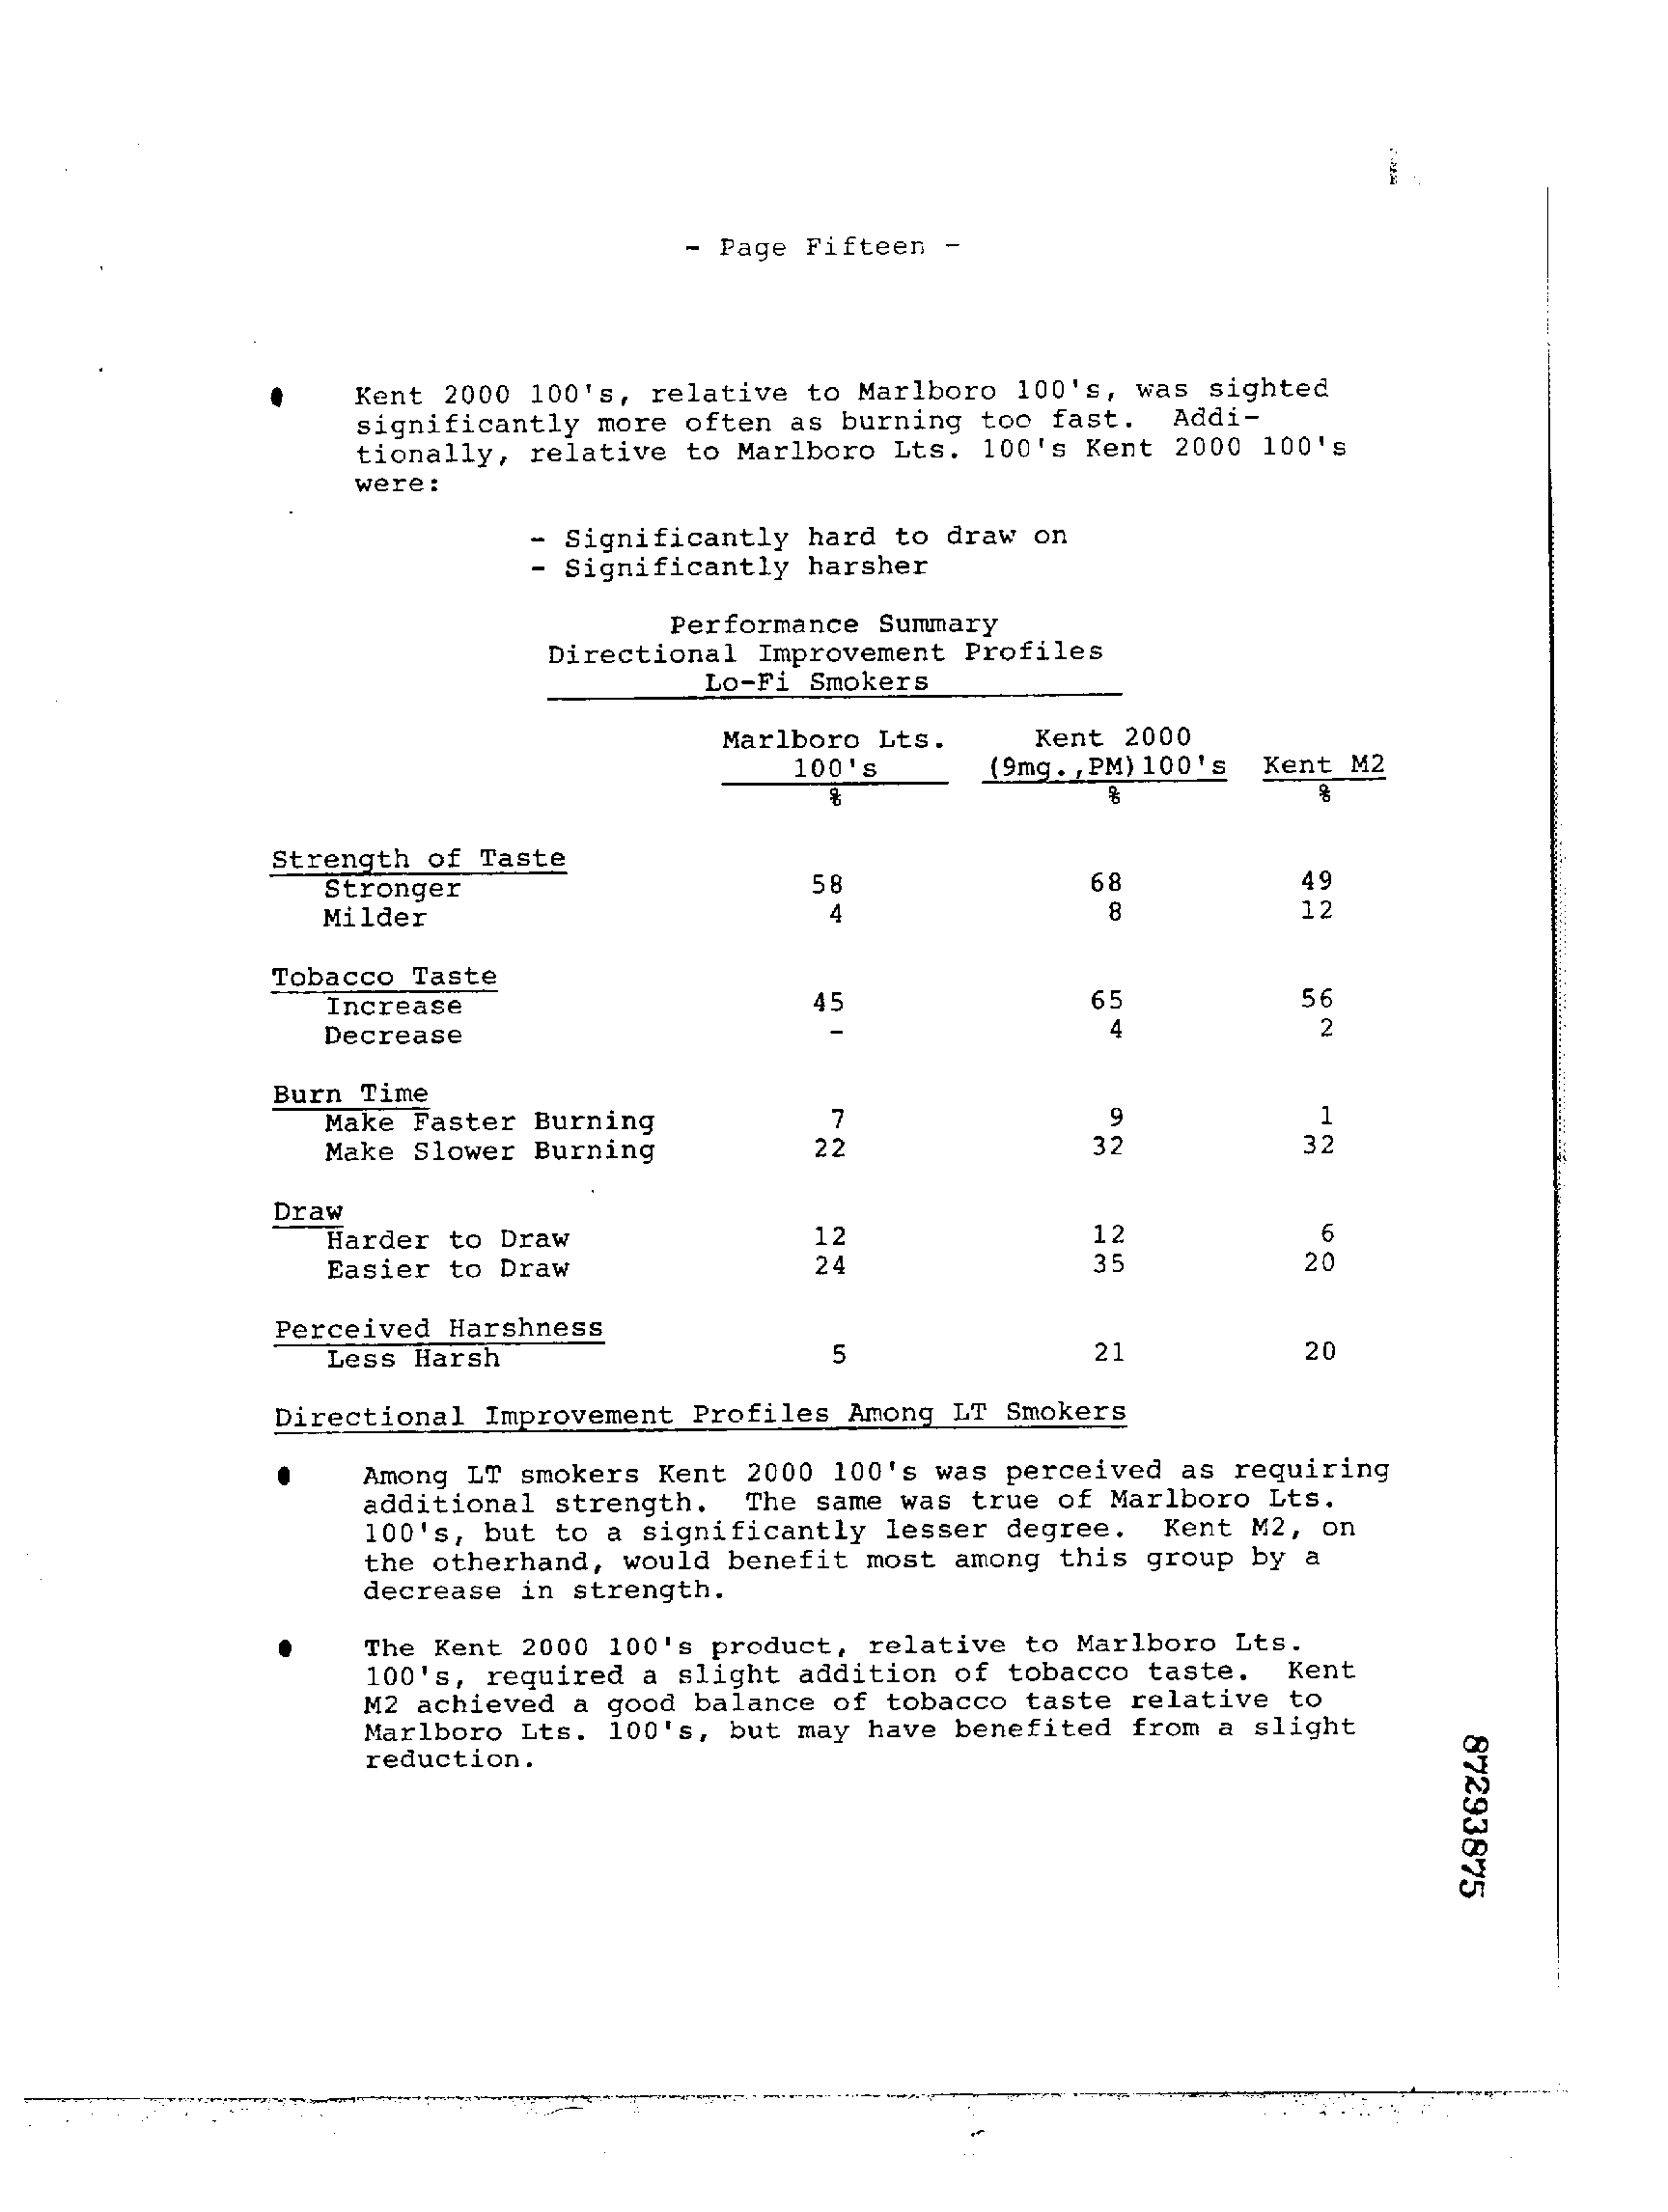 - Page Fifteen -
Kent 2000 100's, relative to Marlboro 100's, was sighted
significantly more often as burning too fast. Addi-
tionally, relative to Marlboro Lts. 100's Kent 2000 100's
were:
- Significantly hard to draw on
- Significantly harsher
Performance Summary
Directional Improvement Profiles
Lo-Fi Smokers
Marlboro Lts. Kent 2000
100's (9mg.,PM)100's Kent M2
% % %
Strength of Taste
Stronger 58 68 49
Milder 4 8 12
Tobacco Taste
Increase 45 65 56
Decrease - 4 2
Burn Time
Make Faster Burning 7 9 1
Make Slower Burning 22 32 32
Draw
Harder to Draw 12 12 6
Easier to Draw 24 35 20
Perceived Harshness
Less Harsh 5 21 20
Directional Improvement Profiles Among LT Smokers
Among LT smokers Kent 2000 100's was perceived as requiring
additional strength. The same was true of Marlboro Lts.
100's, but to a significantly lesser degree. Kent M2, on
the otherhand, would benefit most among this group by a
decrease in strength.
The Kent 2000 100's product, relative to Marlboro Lts.
100's, required a slight addition of tobacco taste. Kent
M2 achieved a good balance of tobacco taste relative to
Marlboro Lts. 100's, but may have benefited from a slight
reduction.
87293875